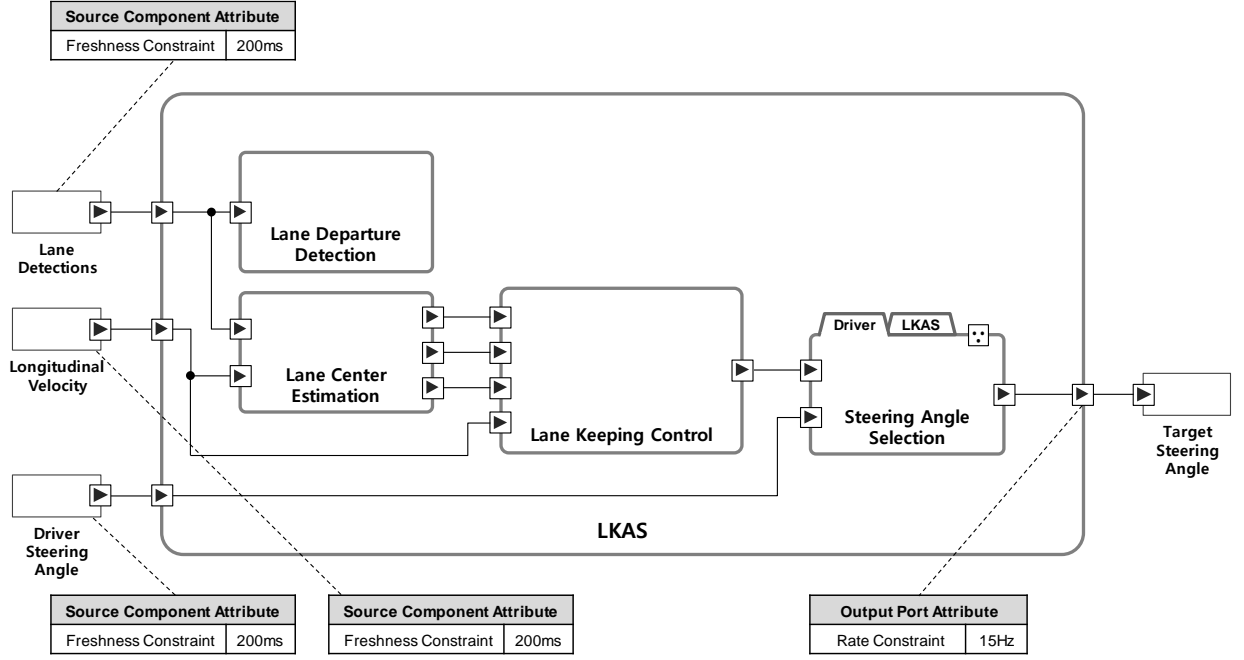 Source Component Attribute
Freshness Constraint 200ms
Lane
Detections
Lane Departure
Detection
Longitudinal
Velocity
Lane Center
Estimation
Lane Keeping Control
Driver LKAS
Steering Angle
Selection
Target
Steering
Angle
Driver
Steering
Angle
LKAS
Source Component Attribute
Freshness Constraint 200ms
Source Component Attribute
Freshness Constraint 200ms
Output Port Attribute
Rate Constraint 15Hz